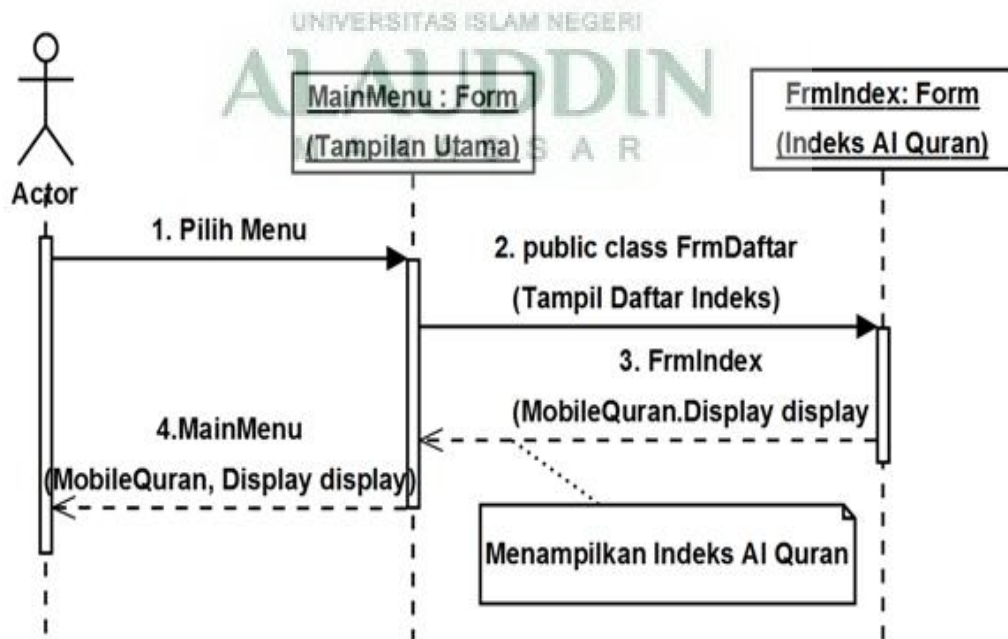 UNIVERSITAS ISLAM NEGERI
ALAUDDIN
M A K A S S A R
MainMenu : Form
(Tampilan Utama)
FrmIndex: Form
(Indeks Al Quran)
Actor
1. Pilih Menu
2. public class FrmDaftar
(Tampil Daftar Indeks)
3. FrmIndex
(MobileQuran.Display display
4.MainMenu
(MobileQuran, Display display)
Menampilkan Indeks Al Quran